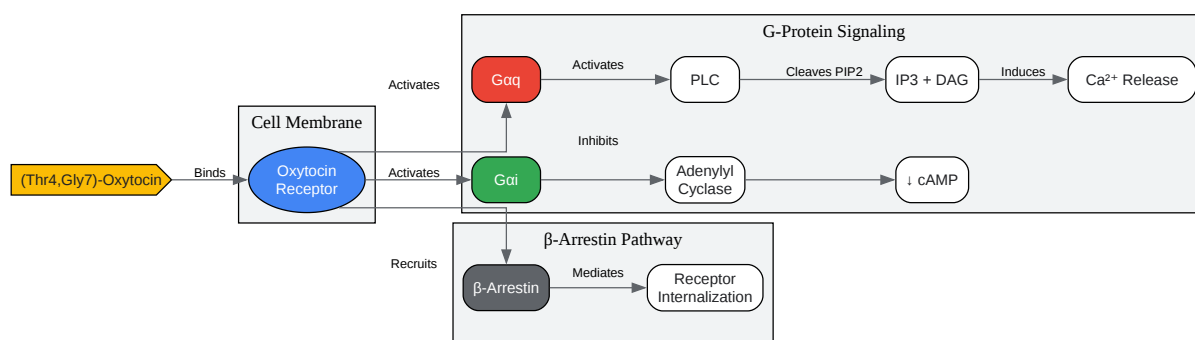 G-Protein Signaling
Activates
Gαq
Activates
PLC
Cleaves PIP2
IP3 + DAG
Induces
Ca²⁺ Release
Cell Membrane
(Thr4,Gly7)-Oxytocin
Binds
Oxytocin
Receptor
Activates
Gαi
Inhibits
Adenylyl
Cyclase
↓ cAMP
β-Arrestin Pathway
Recruits
β-Arrestin
Mediates
Receptor
Internalization